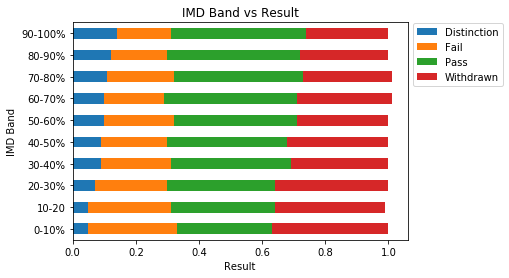 IMD Band vs Result
IMD Band
90-100%
80-90%
70-80%
60-70%
50-60%
40-50%
30-40%
20-30%
10-20
0-10%
0.0 0.2 0.4 0.6 0.8 1.0
Result
Distinction
Fail
Pass
Withdrawn